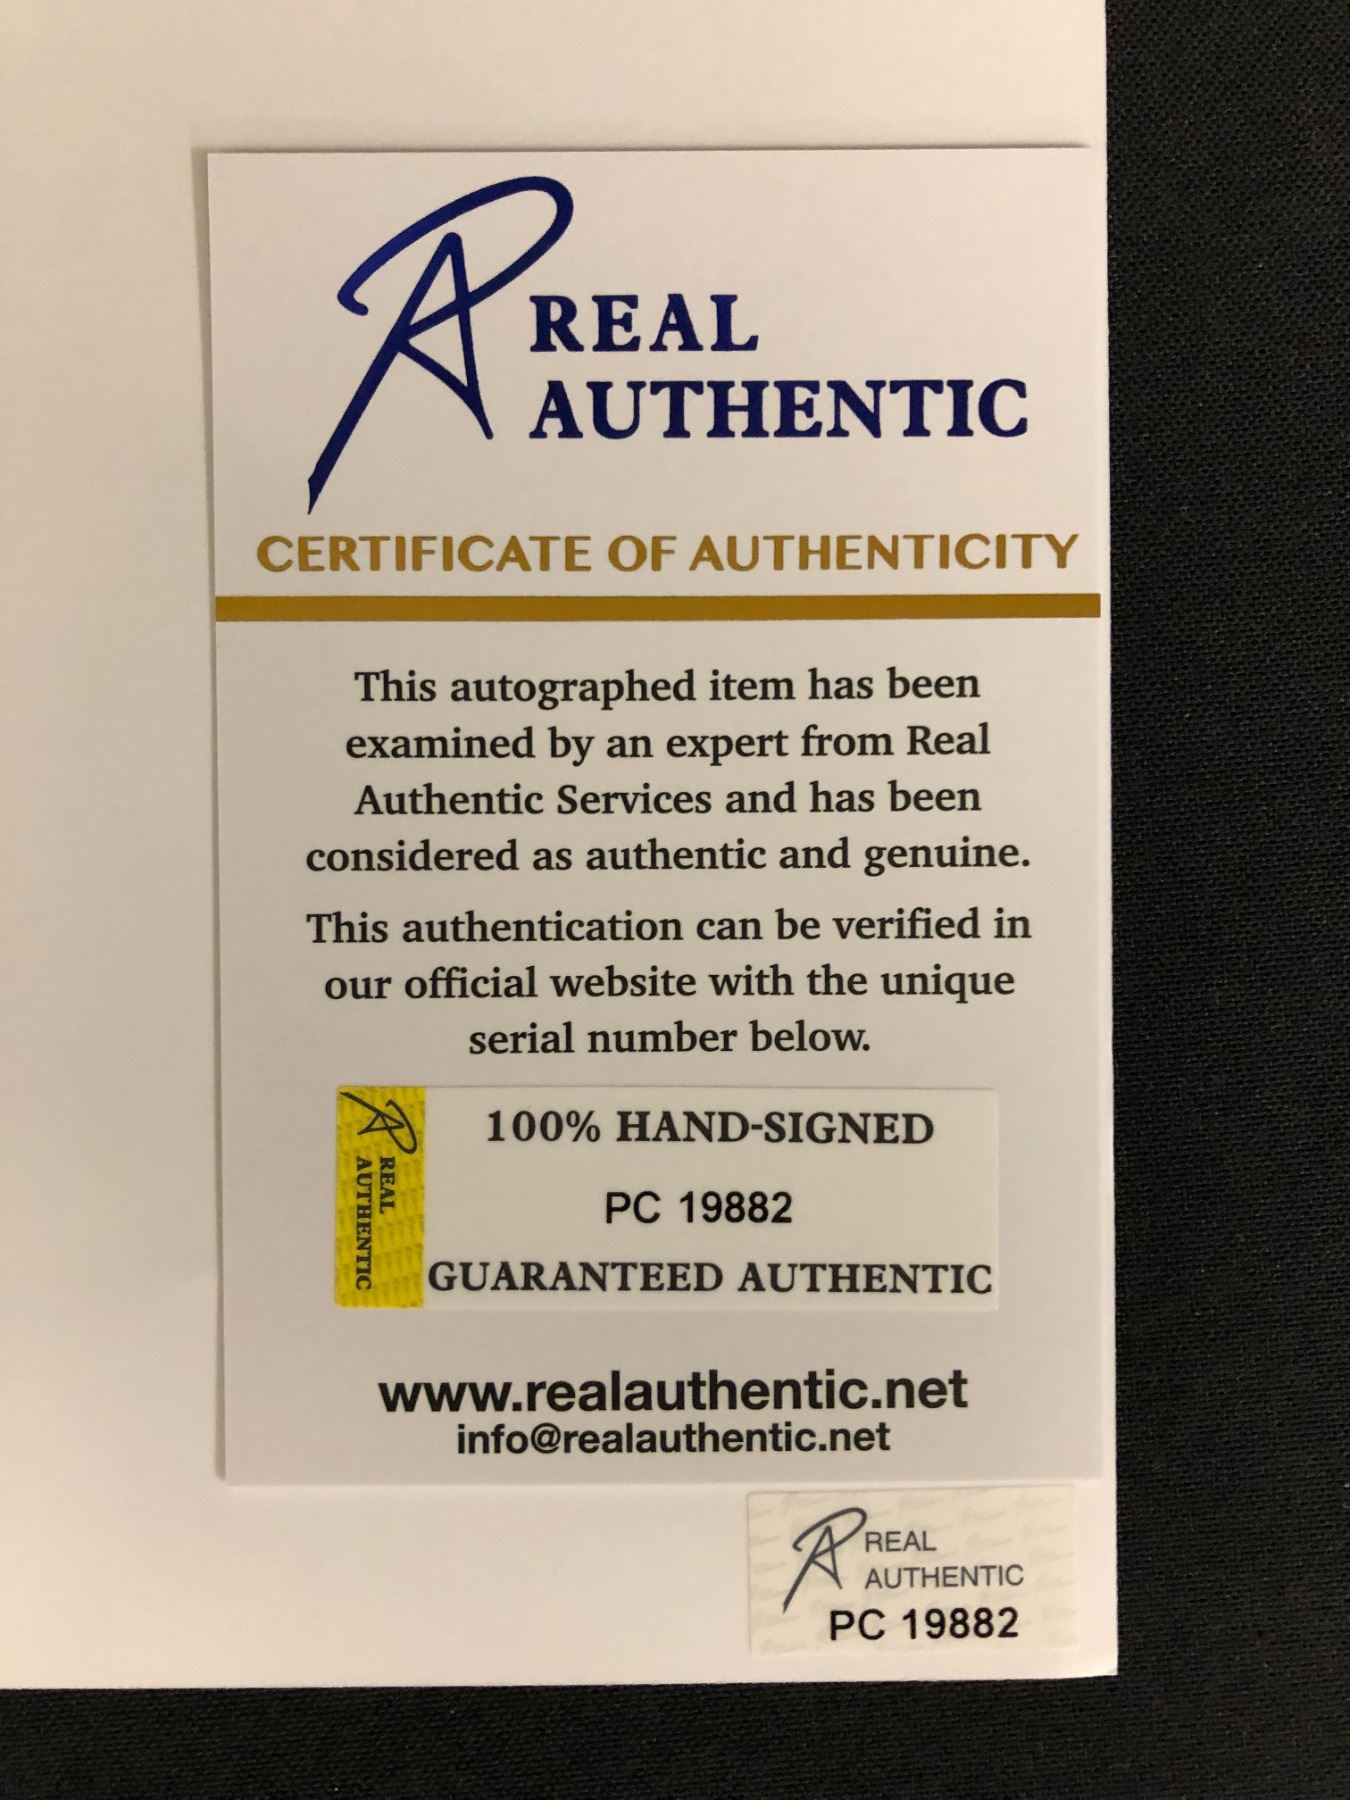 REAL
AUTHENTIC
CERTIFICATE OF AUTHENTICITY
This autographed item has been
examined by an expert from Real
Authentic Services and has been
considered as authentic and genuine.
This authentication can be verified in
our official website with the unique
serial number below.
REAL
AUTHENTIC
100% HAND-SIGNED
PC 19882
GUARANTEED AUTHENTIC
www.realauthentic.net
info@realauthentic.net
REAL
AUTHENTIC
PC 19882